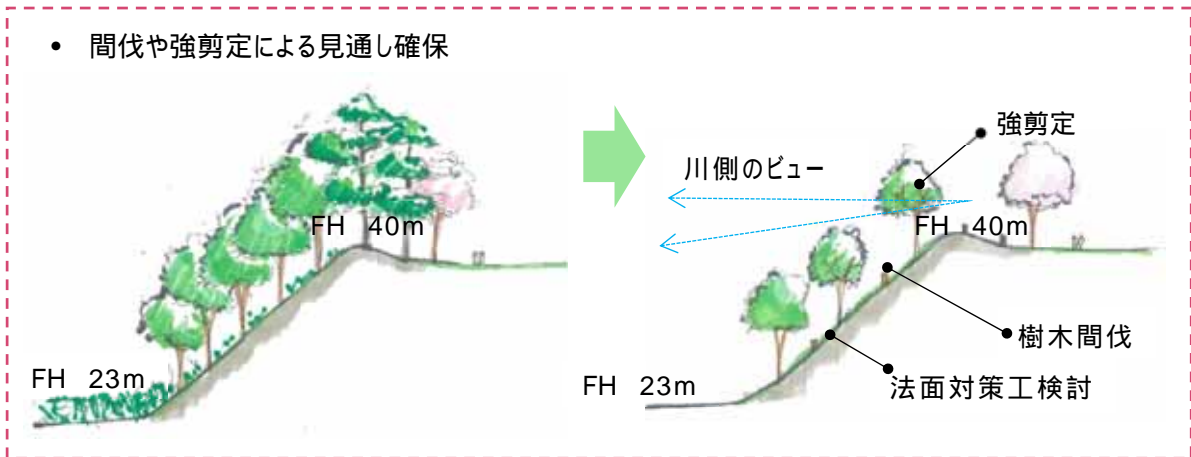 • 間伐や強剪定による見通し確保
FH 40m
FH 23m
強剪定
川側のビュー
FH 40m
樹木間伐
FH 23m
法面対策工検討